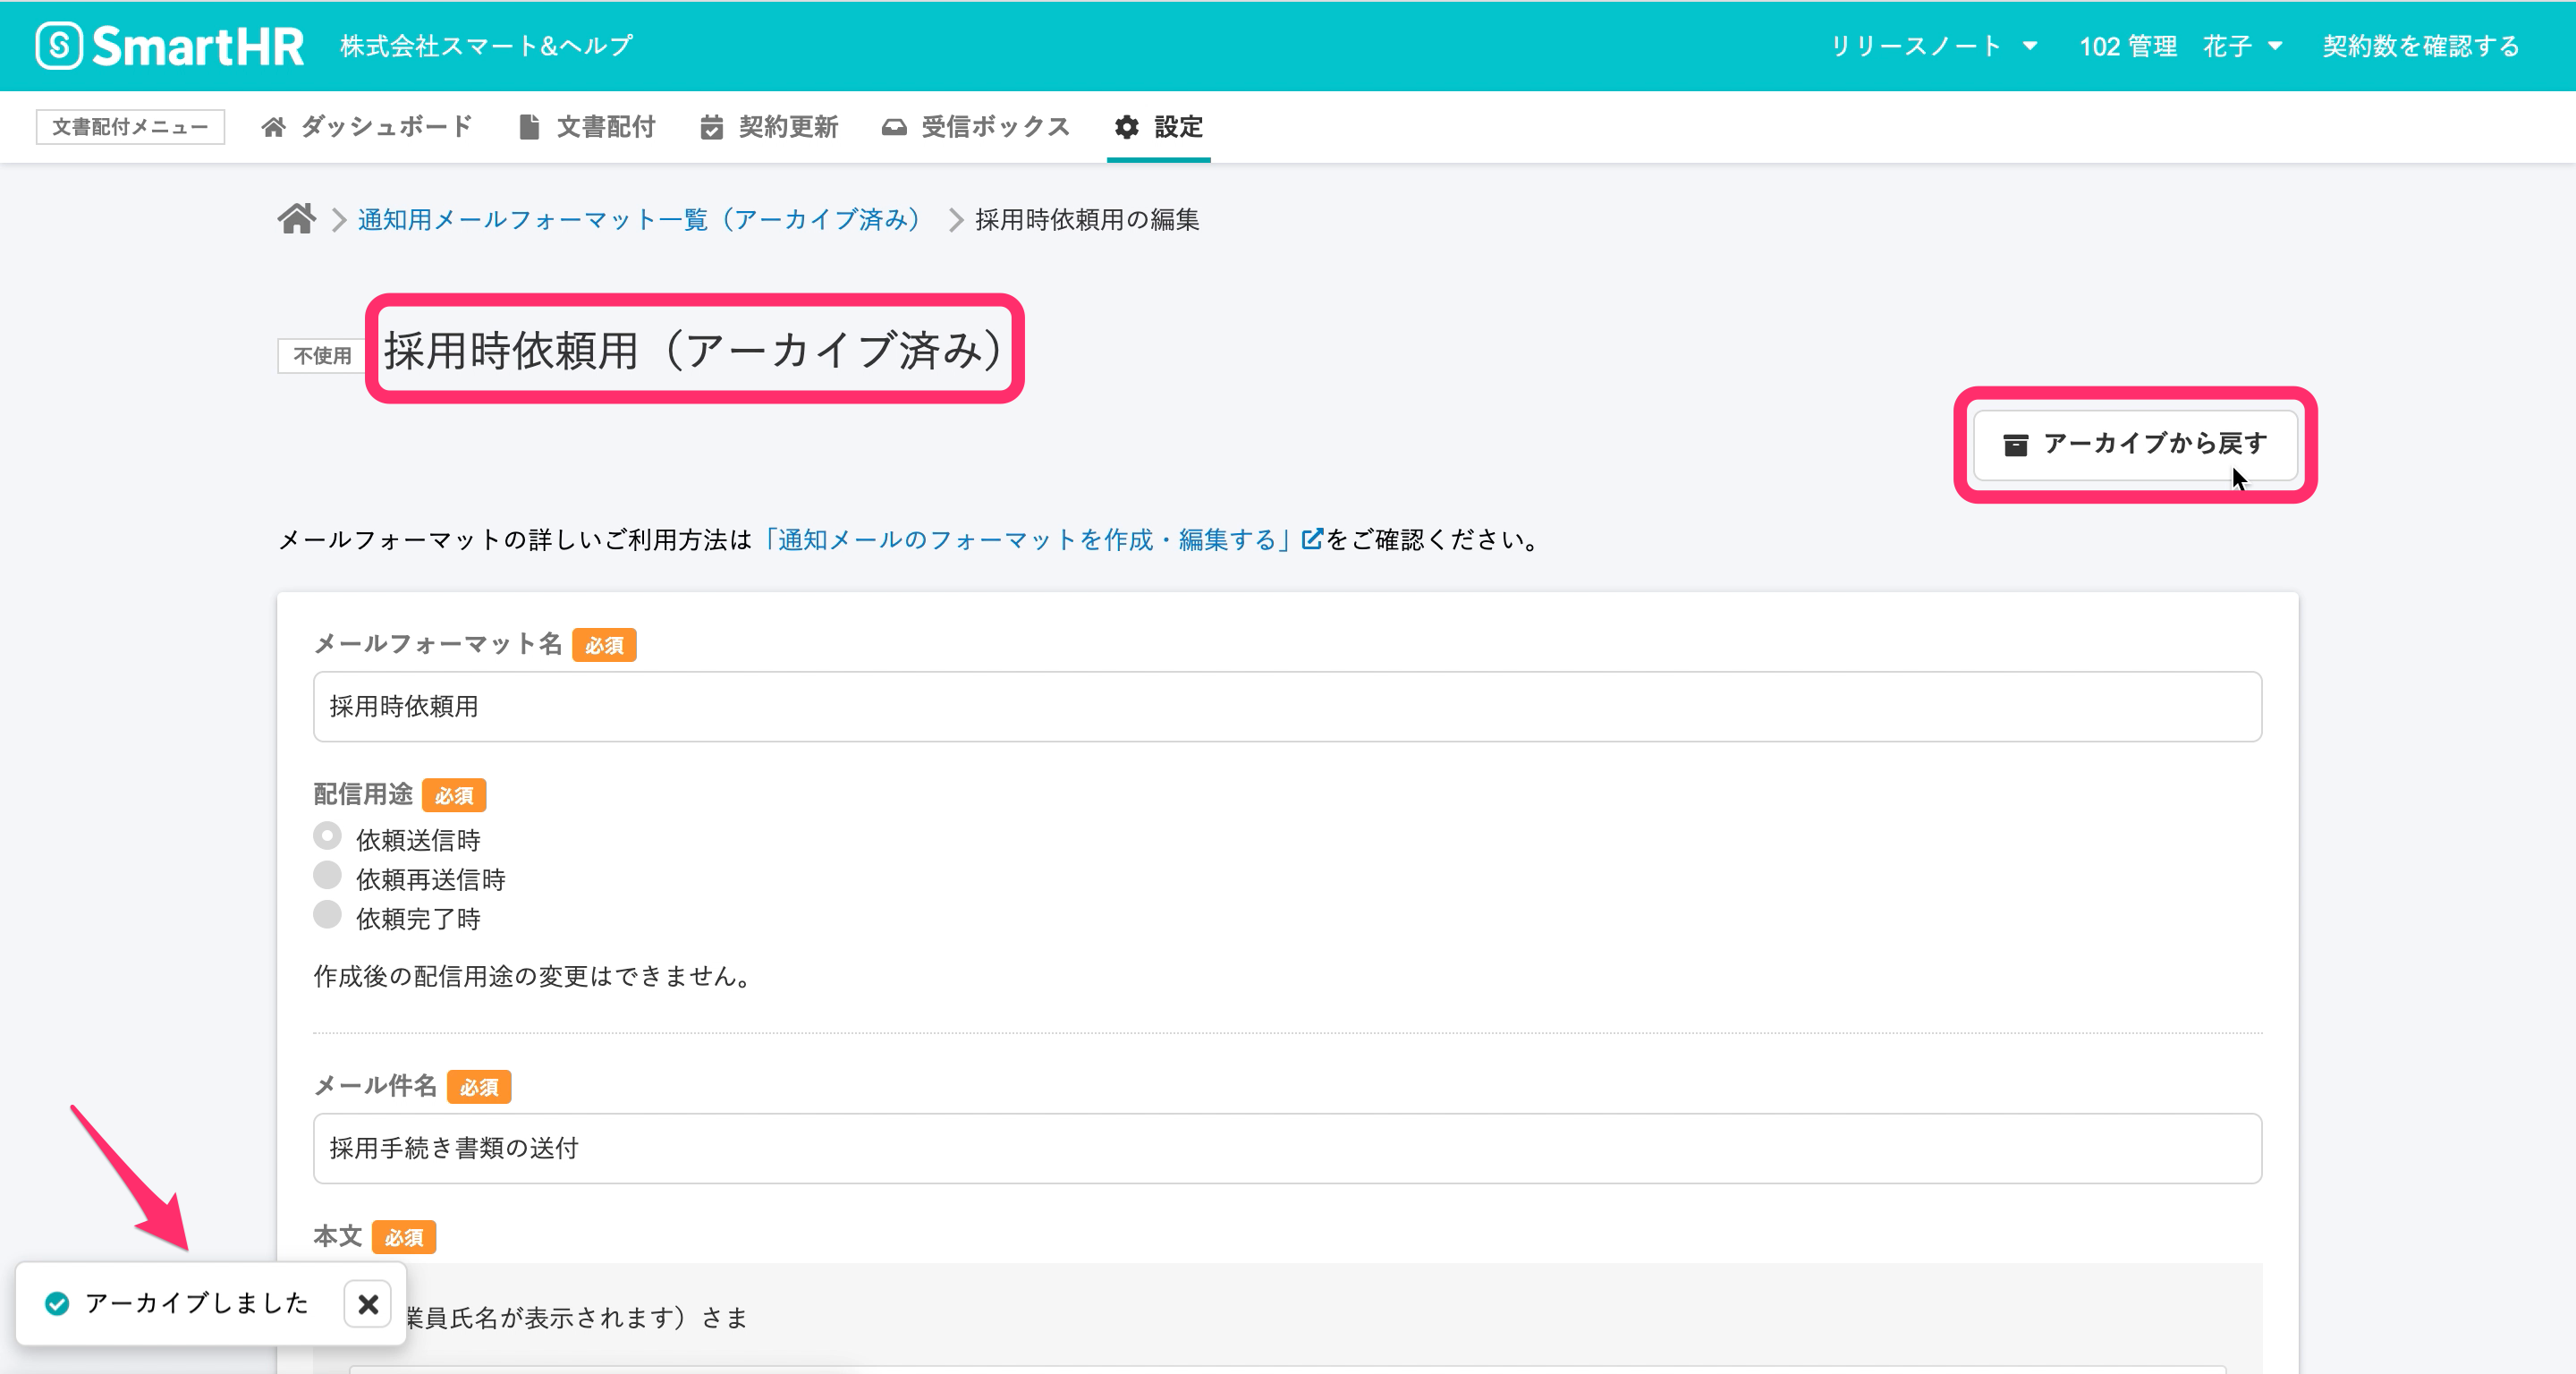 SmartHR 株式会社スマート&ヘルプ リリースノート 102 管理 花子 契約数を確認する
文書配付メニュー ダッシュボード 文書配付 契約更新 受信ボックス 設定
通知用メールフォーマット一覧（アーカイブ済み） 採用時依頼用の編集
不使用 採用時依頼用（アーカイブ済み）
アーカイブから戻す
メールフォーマットの詳しいご利用方法は「通知メールのフォーマットを作成・編集する」をご確認ください。
メールフォーマット名 必須
採用時依頼用
配信用途 必須
依頼送信時
依頼再送信時
依頼完了時
作成後の配信用途の変更はできません。
メール件名 必須
採用手続き書類の送付
本文 必須
アーカイブしました
業員氏名が表示されます）さま